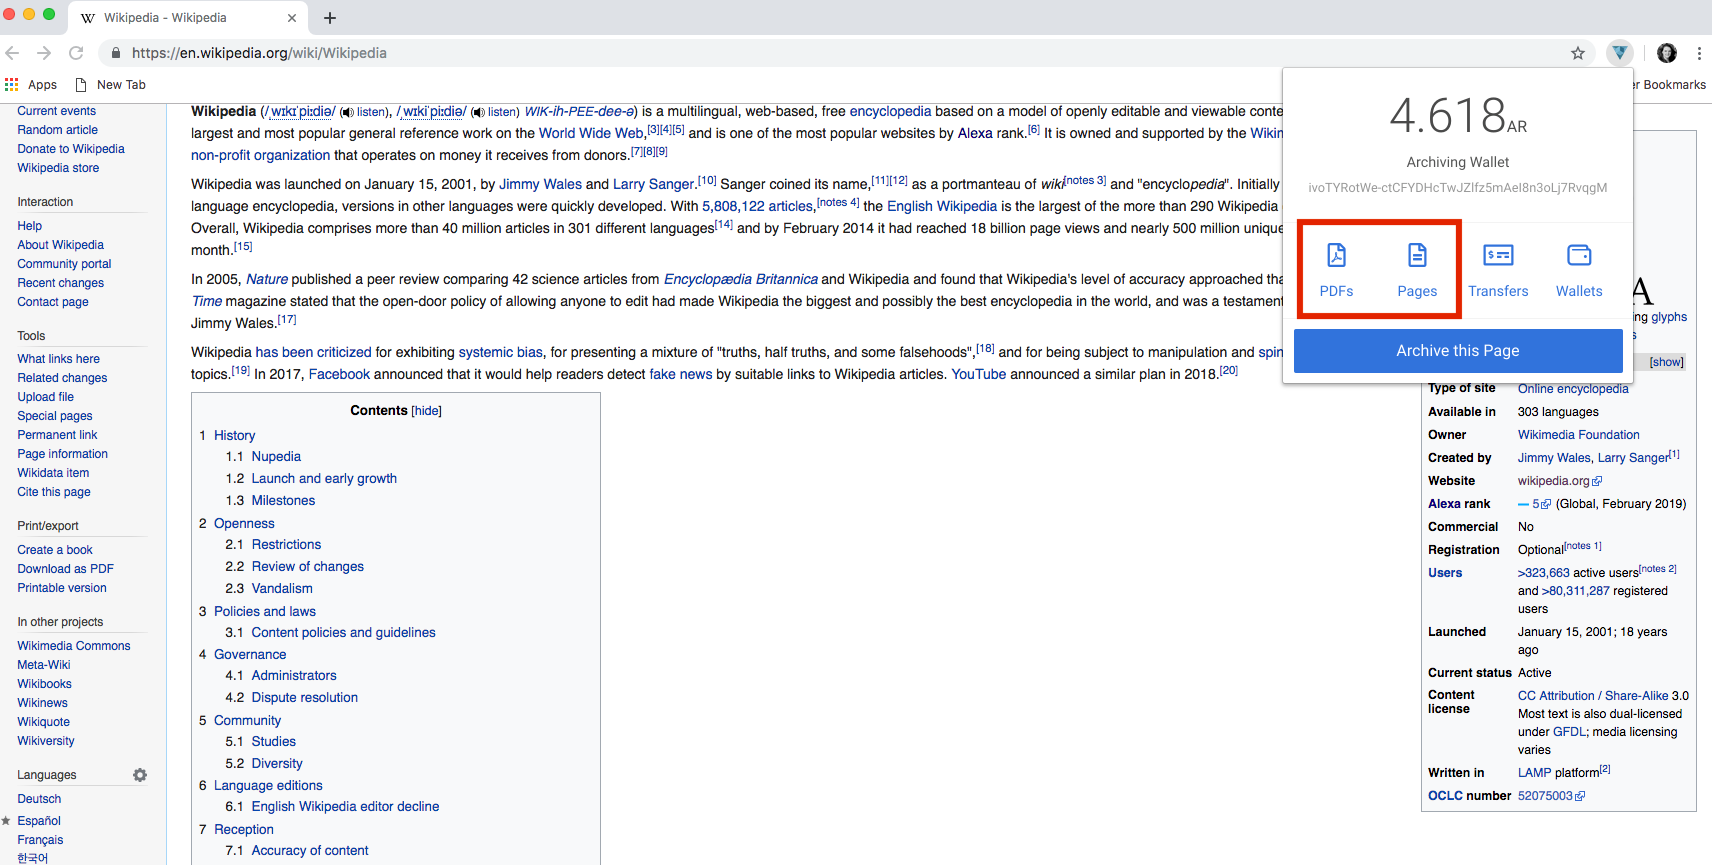 Wikipedia - Wikipedia
https://en.wikipedia.org/wiki/Wikipedia
Apps
New Tab
er Bookmarks
Current events
Random article
Donate to Wikipedia
Wikipedia store
Interaction
Help
About Wikipedia
Community portal
Recent changes
Contact page
Tools
What links here
Related changes
Upload file
Special pages
Permanent link
Page information
Wikidata item
Cite this page
Print/export
Create a book
Download as PDF
Printable version
In other projects
Wikimedia Commons
Meta-Wiki
Wikibooks
Wikinews
Wikiquote
Wikiversity
Languages
Deutsch
Español
Français
한국어
Wikipedia (/ˌwɪkɪˈpiːdiə/ (listen), /ˌwɪkiˈpiːdiə/ (listen) WIK-ih-PEE-dee-ə) is a multilingual, web-based, free encyclopedia based on a model of openly editable and viewable conte
largest and most popular general reference work on the World Wide Web,[3][4][5] and is one of the most popular websites by Alexa rank.[6] It is owned and supported by the Wikin
non-profit organization that operates on money it receives from donors.[7][8][9]
Wikipedia was launched on January 15, 2001, by Jimmy Wales and Larry Sanger.[10] Sanger coined its name,[11][12] as a portmanteau of wiki[notes 3] and "encyclopedia". Initially
language encyclopedia, versions in other languages were quickly developed. With 5,808,122 articles,[notes 4] the English Wikipedia is the largest of the more than 290 Wikipedia
Overall, Wikipedia comprises more than 40 million articles in 301 different languages[14] and by February 2014 it had reached 18 billion page views and nearly 500 million unique
month.[15]
In 2005, Nature published a peer review comparing 42 science articles from Encyclopædia Britannica and Wikipedia and found that Wikipedia's level of accuracy approached tha
Time magazine stated that the open-door policy of allowing anyone to edit had made Wikipedia the biggest and possibly the best encyclopedia in the world, and was a testament
Jimmy Wales.[17]
Wikipedia has been criticized for exhibiting systemic bias, for presenting a mixture of "truths, half truths, and some falsehoods",[18] and for being subject to manipulation and spin
topics.[19] In 2017, Facebook announced that it would help readers detect fake news by suitable links to Wikipedia articles. YouTube announced a similar plan in 2018.[20]
Contents [hide]
1 History
1.1 Nupedia
1.2 Launch and early growth
1.3 Milestones
2 Openness
2.1 Restrictions
2.2 Review of changes
2.3 Vandalism
3 Policies and laws
3.1 Content policies and guidelines
4 Governance
4.1 Administrators
4.2 Dispute resolution
5 Community
5.1 Studies
5.2 Diversity
6 Language editions
6.1 English Wikipedia editor decline
7 Reception
7.1 Accuracy of content
4.618 AR
Archiving Wallet
ivoTYRotWe-ctCFYDHcTwJZlfz5mAeI8n3oLj7RvqgM
PDFs Pages Transfers Wallets
Archive this Page
A
ing glyphs
s
[show]
Type of site Online encyclopedia
Available in 303 languages
Owner Wikimedia Foundation
Created by Jimmy Wales, Larry Sanger[1]
Website wikipedia.org
Alexa rank 5 (Global, February 2019)
Commercial No
Registration Optional[notes 1]
Users >323,663 active users[notes 2]
and >80,311,287 registered
users
Launched January 15, 2001; 18 years
ago
Current status Active
Content license CC Attribution / Share-Alike 3.0
Most text is also dual-licensed
under GFDL; media licensing
varies
Written in LAMP platform[2]
OCLC number 52075003